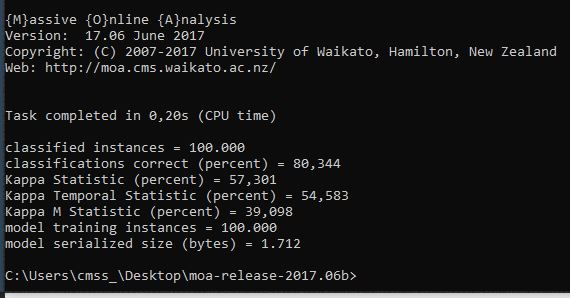 {M}assive {O}nline {A}nalysis
Version:  17.06 June 2017
Copyright: (C) 2007-2017 University of Waikato, Hamilton, New Zealand
Web: http://moa.cms.waikato.ac.nz/
Task completed in 0,20s (CPU time)
classified instances = 100.000
classifications correct (percent) = 80,344
Kappa Statistic (percent) = 57,301
Kappa Temporal Statistic (percent) = 54,583
Kappa M Statistic (percent) = 39,098
model training instances = 100.000
model serialized size (bytes) = 1.712
C:\Users\cmss_\Desktop\moa-release-2017.06b>